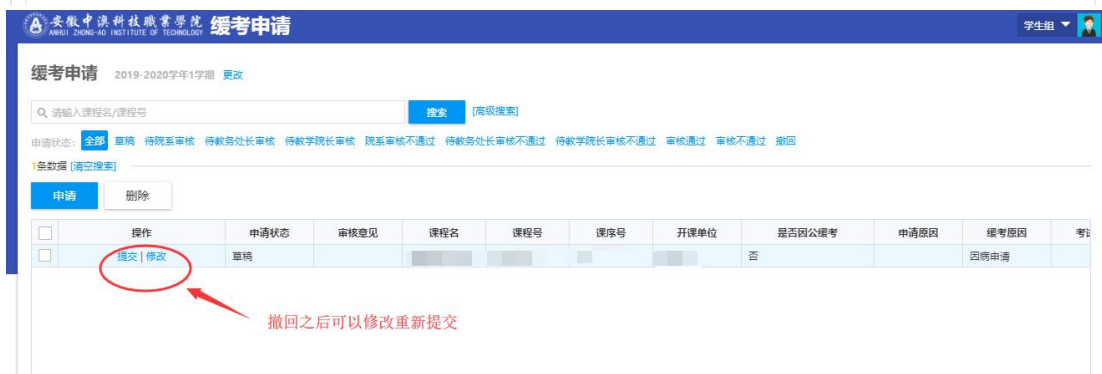 安徽中澳科技職業學院 缓考申请 学生组
ANHUI ZHONG-AO INSTITUTE OF TECHNOLOGY
缓考申请 2019-2020学年1学期 更改
请输入课程名/课程号 搜索 [高级搜索]
申请状态: 全部 草稿 待院系审核 待教务处长审核 待教学院长审核 院系审核不通过 待教务处长审核不通过 待教学院长审核不通过 审核通过 审核不通过 撤回
1条数据 [清空搜索]
申请 删除
操作 申请状态 审核意见 课程名 课程号 课序号 开课单位 是否因公缓考 申请原因 缓考原因
提交 | 修改 草稿 否 因病申请
撤回之后可以修改重新提交